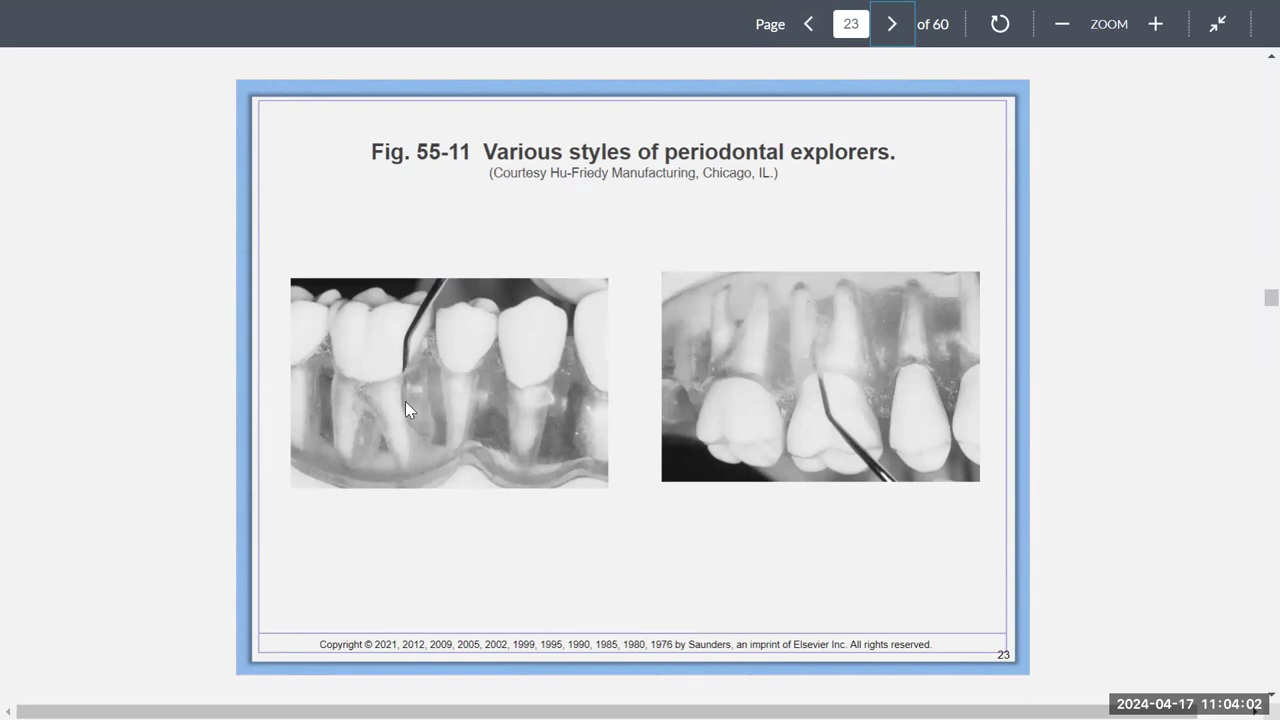 Page 23 of 60 ZOOM
Fig. 55-11 Various styles of periodontal explorers.
(Courtesy Hu-Friedy Manufacturing, Chicago, IL.)
Copyright © 2021, 2012, 2009, 2005, 2002, 1999, 1995, 1990, 1985, 1980, 1976 by Saunders, an imprint of Elsevier Inc. All rights reserved.
23
2024-04-17 11:04:02